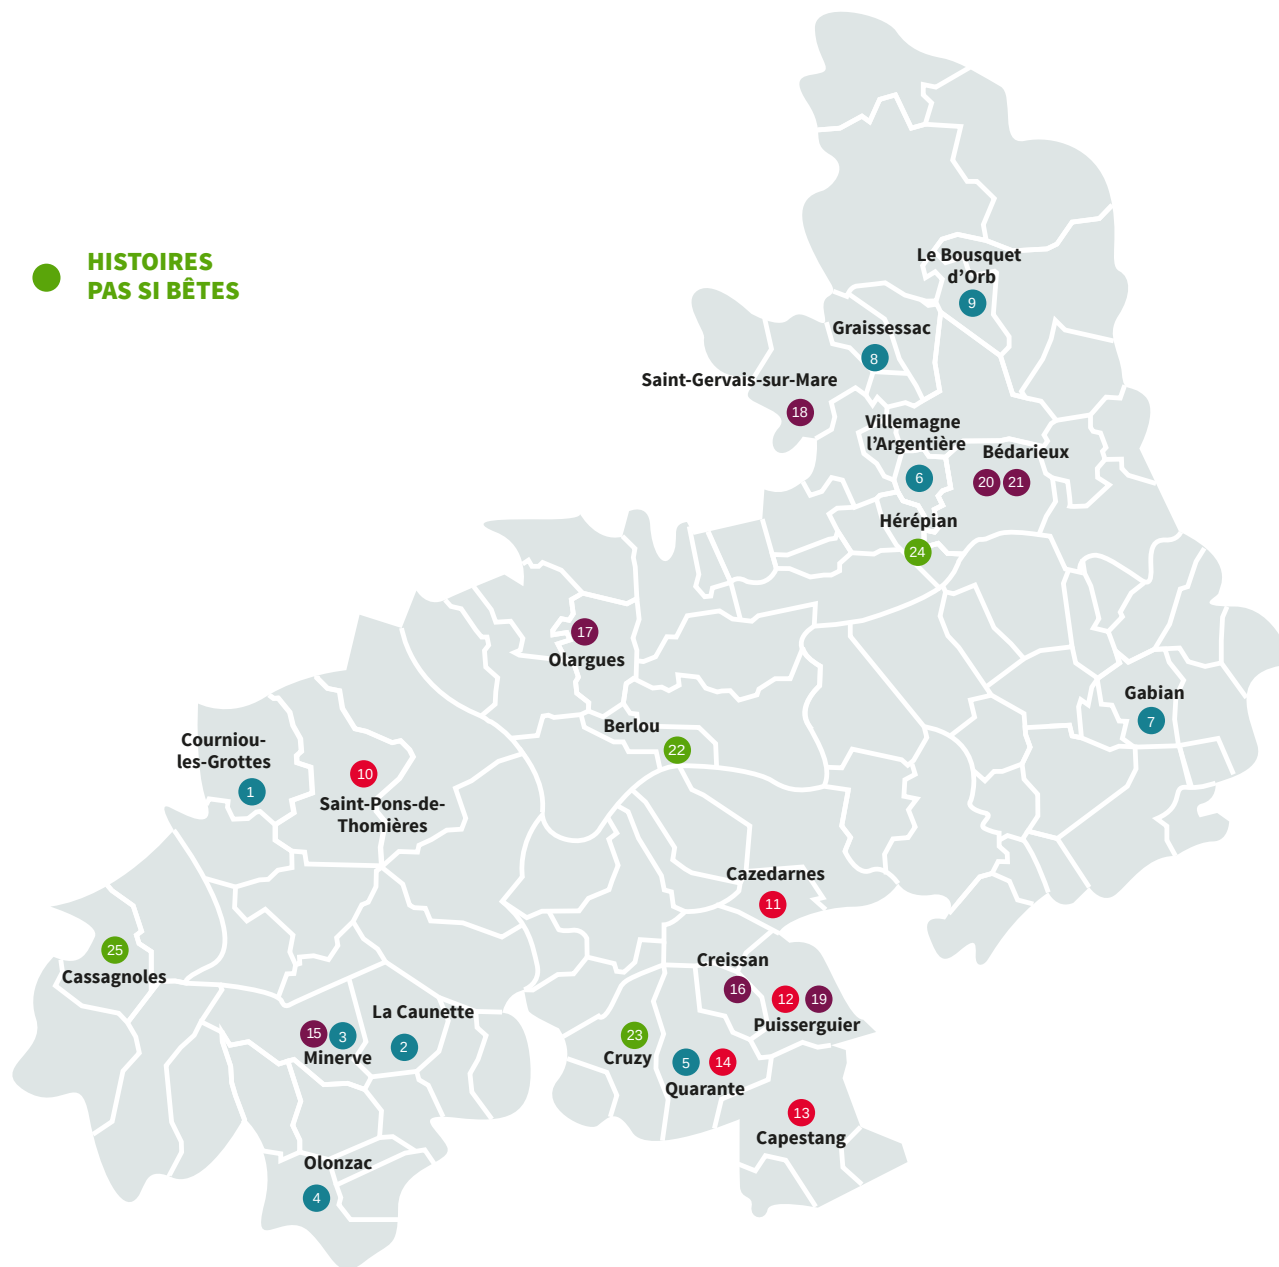 HISTOIRES
PAS SI BÊTES
Le Bousquet
d’Orb
9
Graissessac
8
Saint-Gervais-sur-Mare
18
Villemagne
l’Argentière
6
Bédarieux
20 21
Hérépian
24
17
Olargues
Gabian
7
Berlou
22
Courniou-
les-Grottes
1
10
Saint-Pons-de-
Thomières
Cazedarnes
11
25
Cassagnoles
Creissan
16
12 19
Puisserguier
La Caunette
2
15 3
Minerve
23
Cruzy
5 14
Quarante
13
Capestang
Olonzac
4